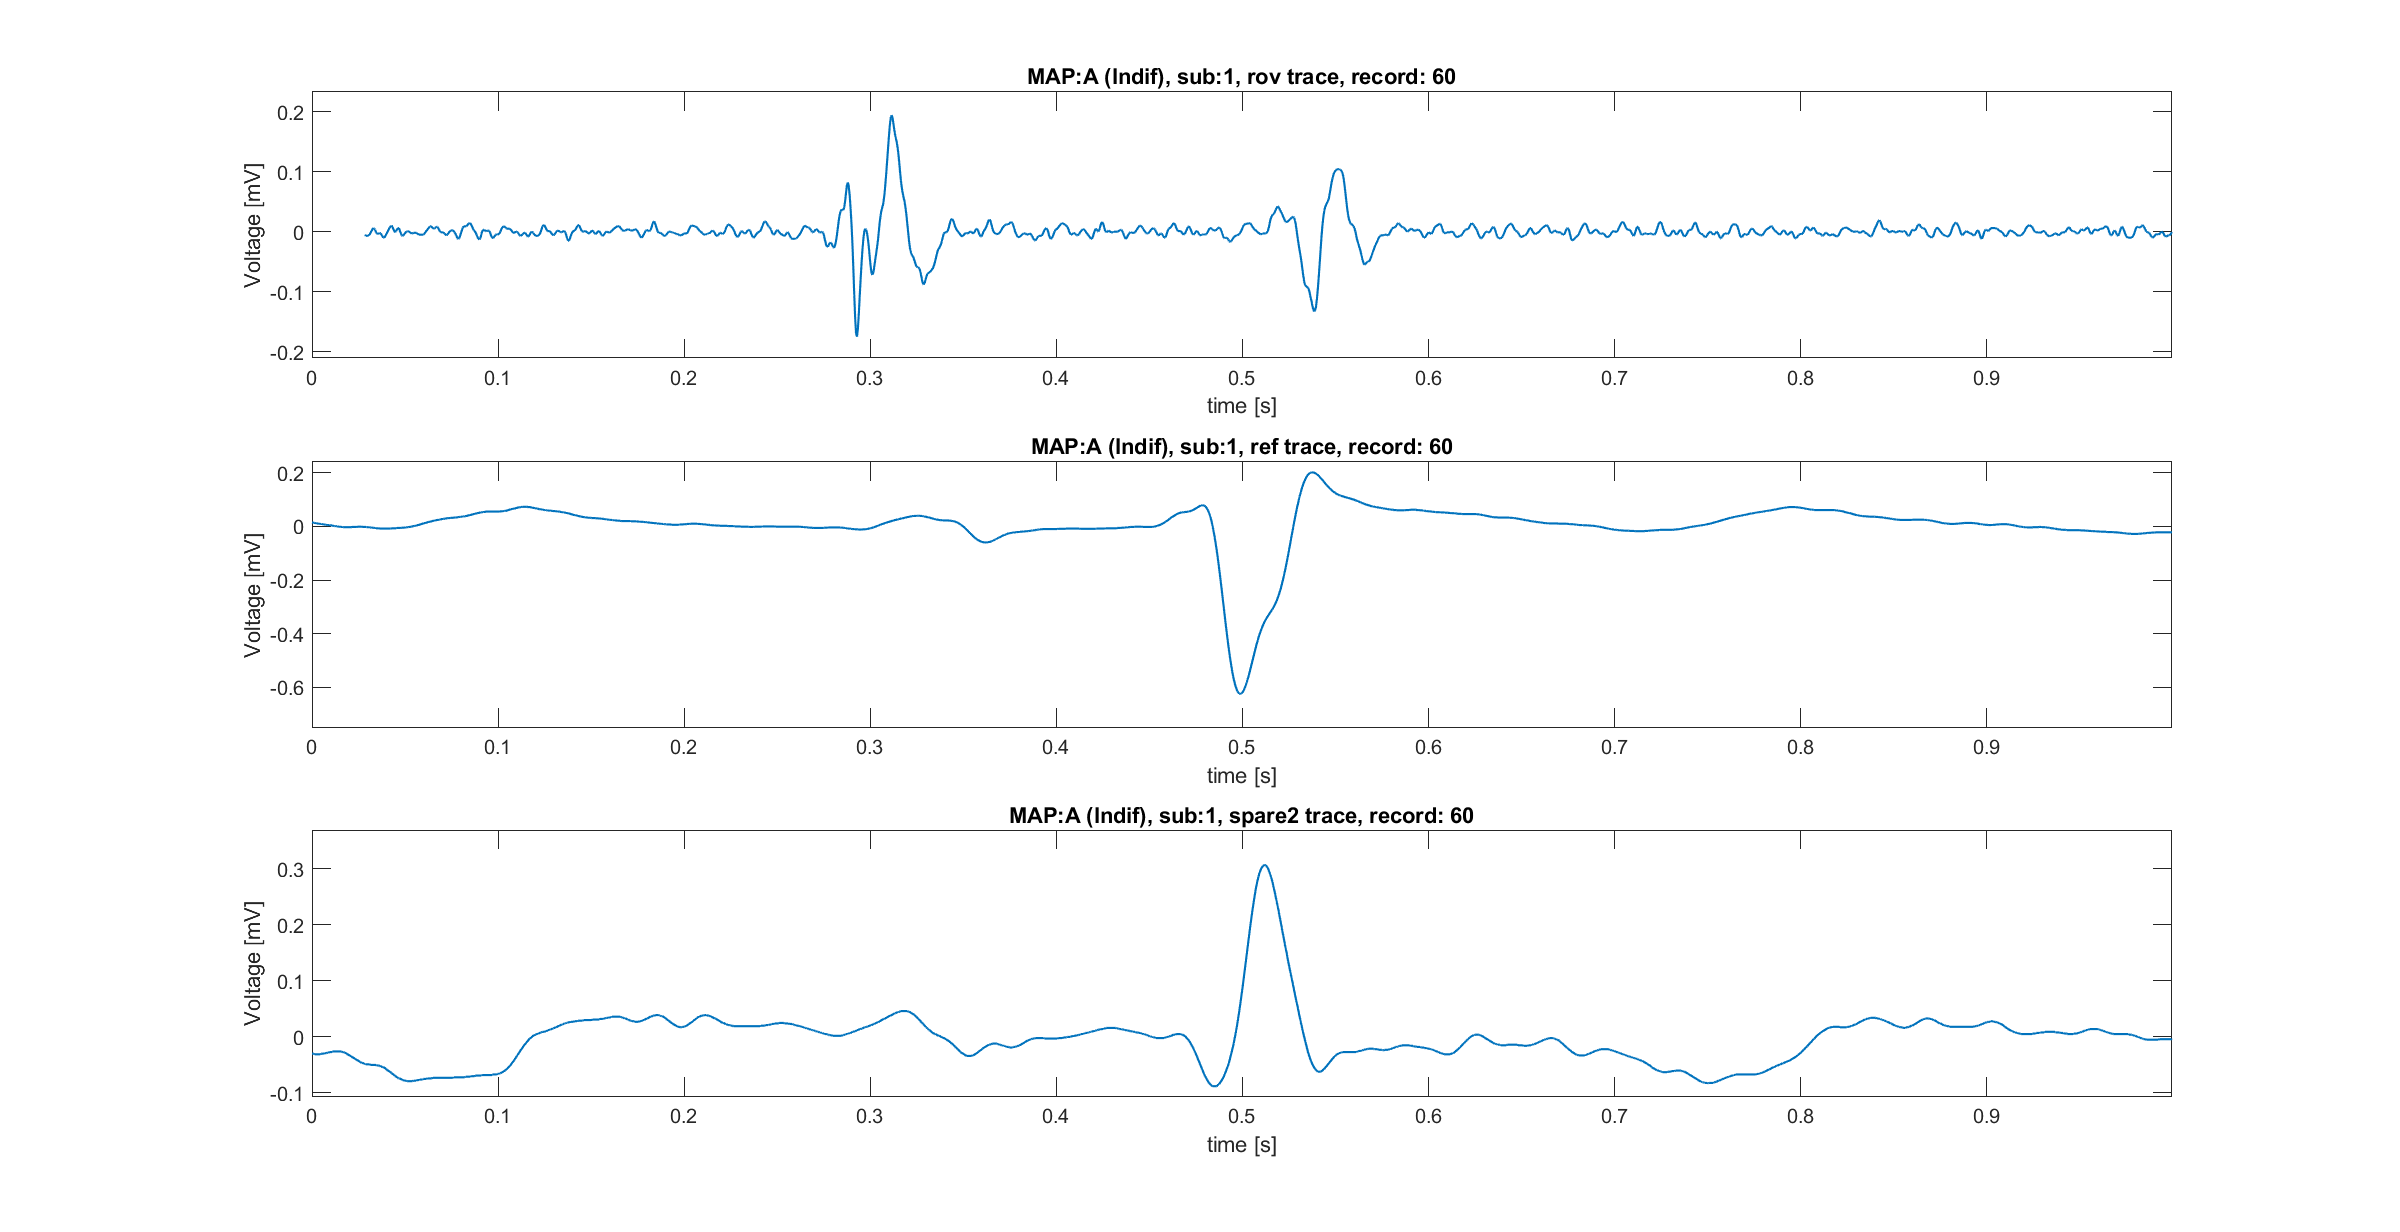 MAP:A (Indif), sub:1, rov trace, record: 60
0.2
0.1
0
-0.1
-0.2
Voltage [mV]
0 0.1 0.2 0.3 0.4 0.5 0.6 0.7 0.8 0.9
time [s]
MAP:A (Indif), sub:1, ref trace, record: 60
0.2
0
-0.2
-0.4
-0.6
Voltage [mV]
0 0.1 0.2 0.3 0.4 0.5 0.6 0.7 0.8 0.9
time [s]
MAP:A (Indif), sub:1, spare2 trace, record: 60
0.3
0.2
0.1
0
-0.1
Voltage [mV]
0 0.1 0.2 0.3 0.4 0.5 0.6 0.7 0.8 0.9
time [s]